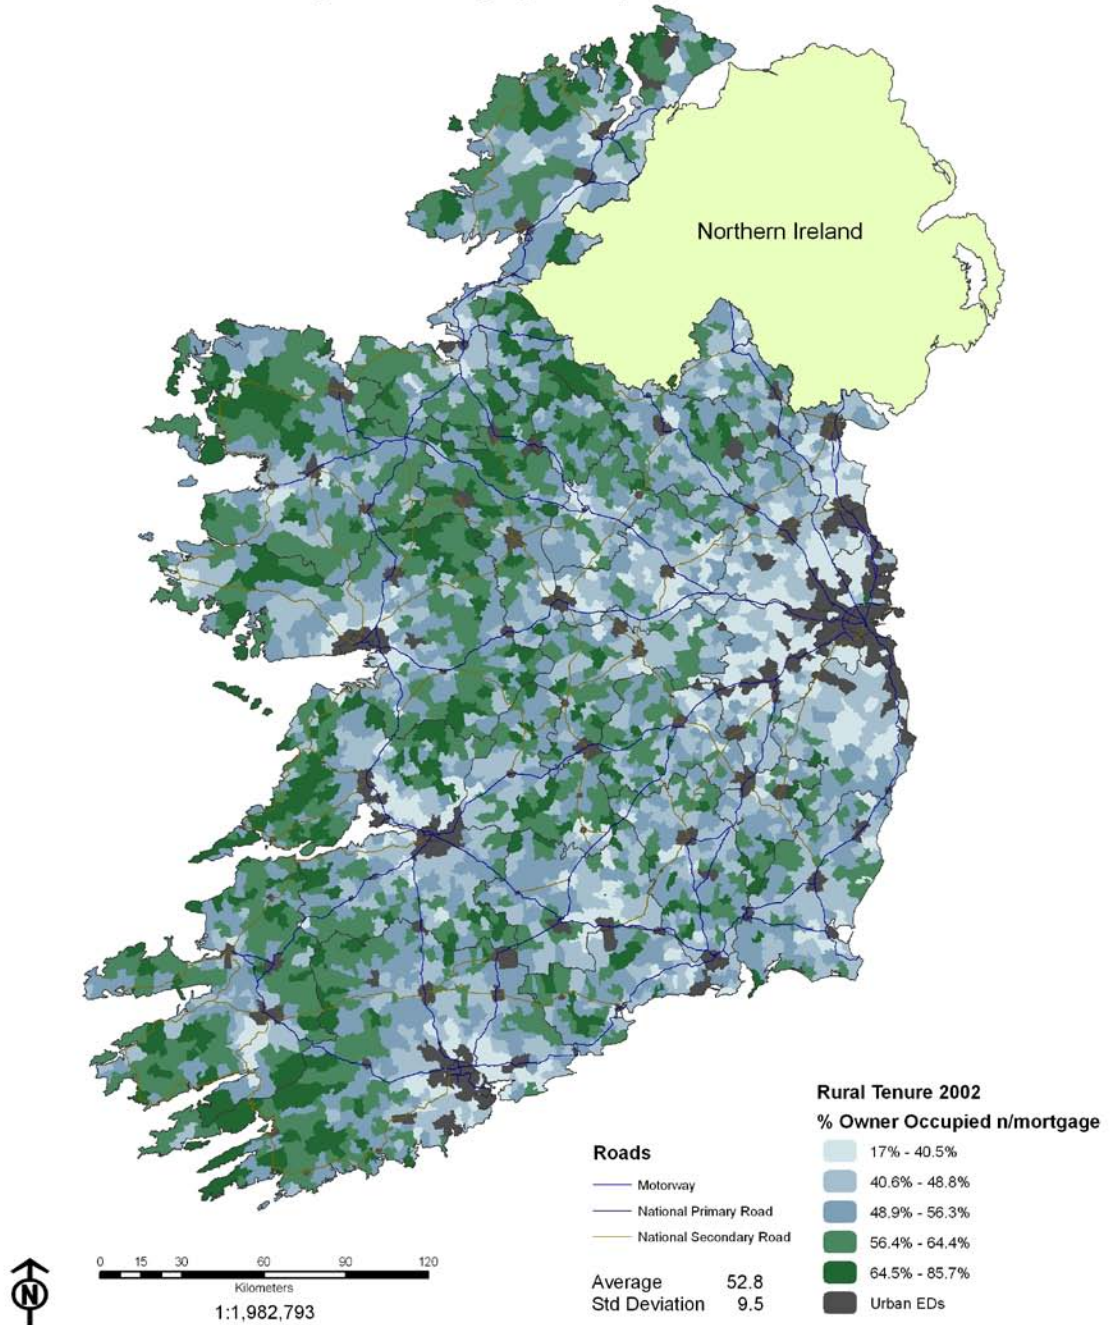 Northern Ireland
Rural Tenure 2002
% Owner Occupied n/mortgage
17% - 40.5%
40.6% - 48.8%
48.9% - 56.3%
56.4% - 64.4%
64.5% - 85.7%
Urban EDs
Roads
Motorway
National Primary Road
National Secondary Road
Average 52.8
Std Deviation 9.5
0 15 30 60 90 120
Kilometers
1:1,982,793
N